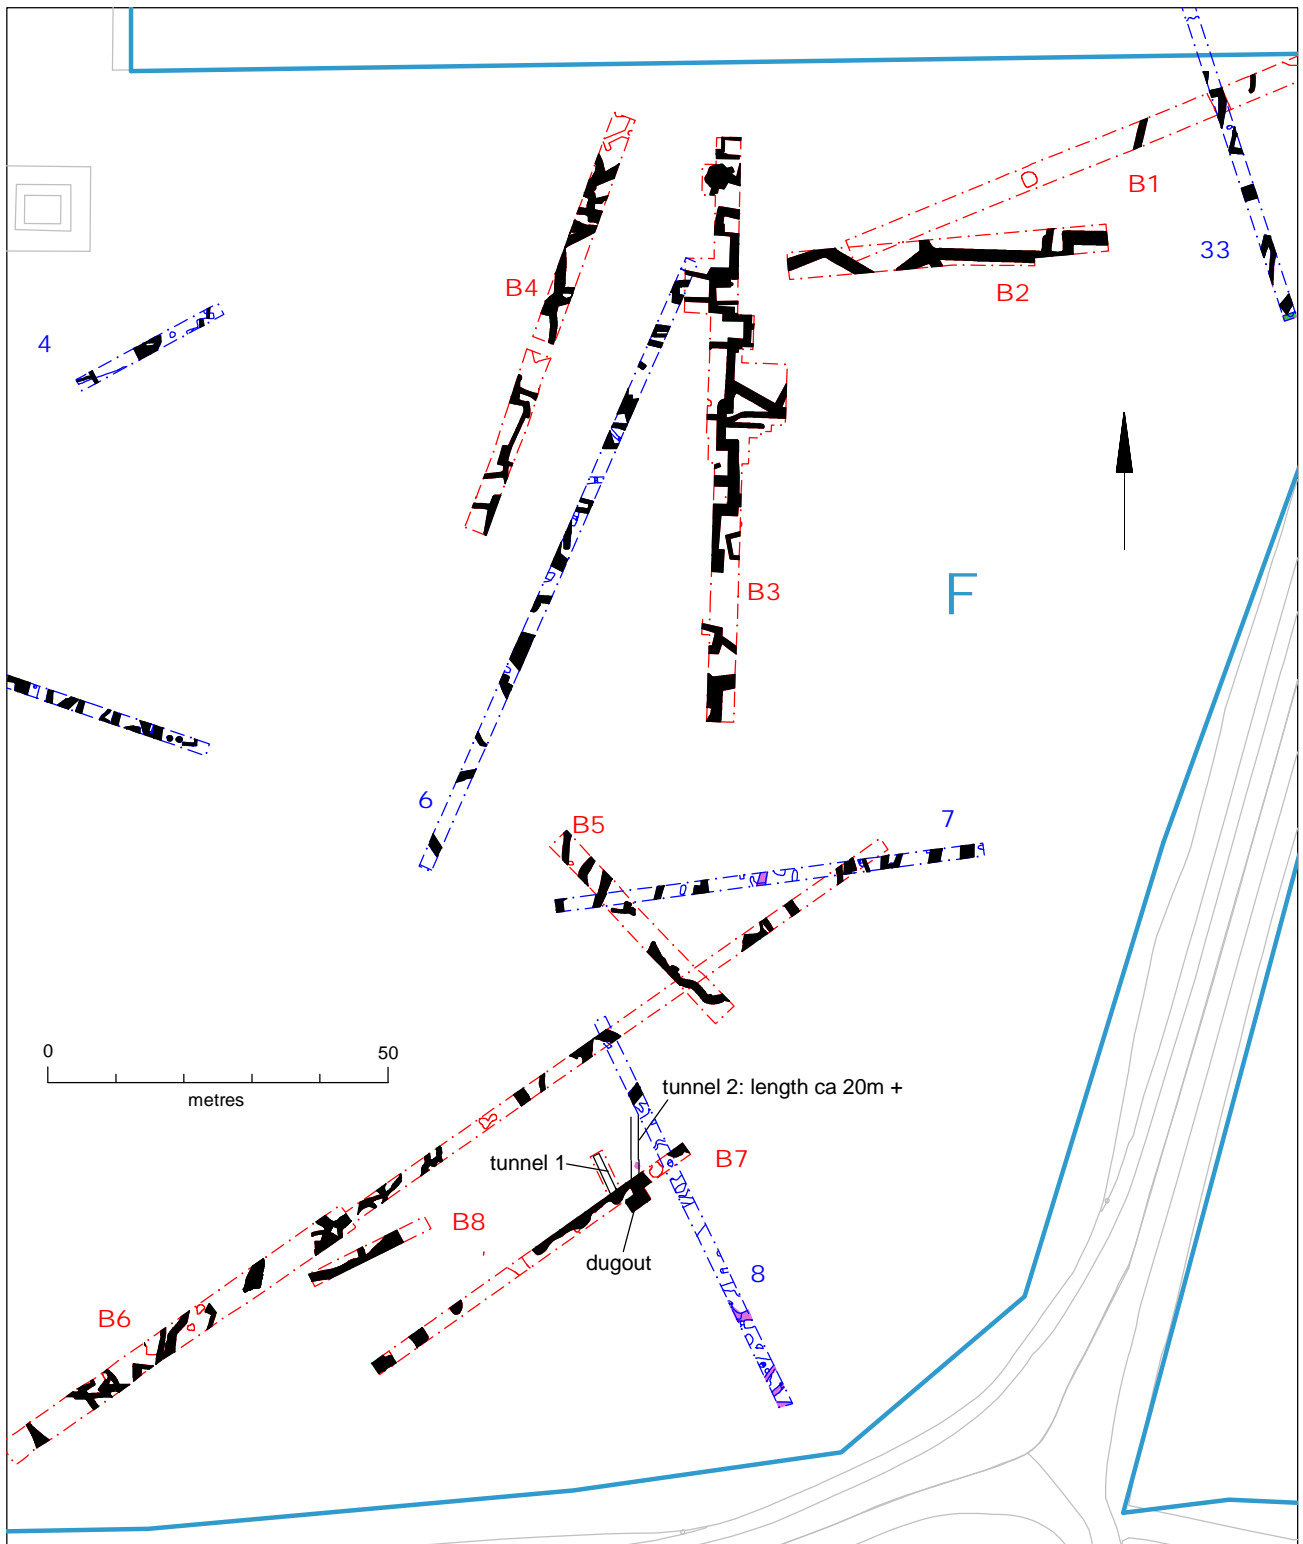 B1
33
B4
B2
4
F
B3
6
B5
7
0
50
metres
tunnel 2: length ca 20m +
tunnel 1
B7
B8
dugout
8
B6